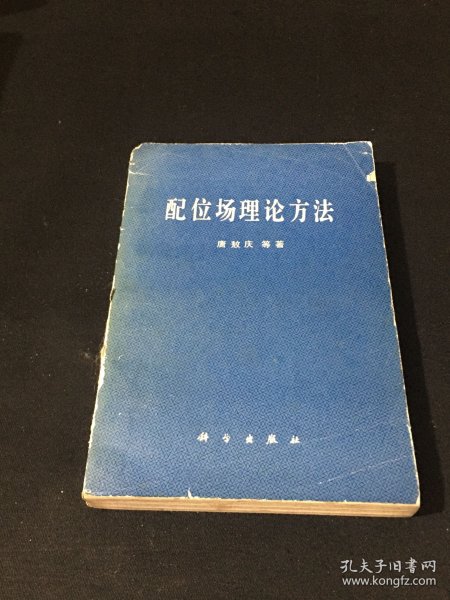 配位场理论方法
唐敖庆 等著
科学出版社
孔夫子旧书网
www.kongfz.com